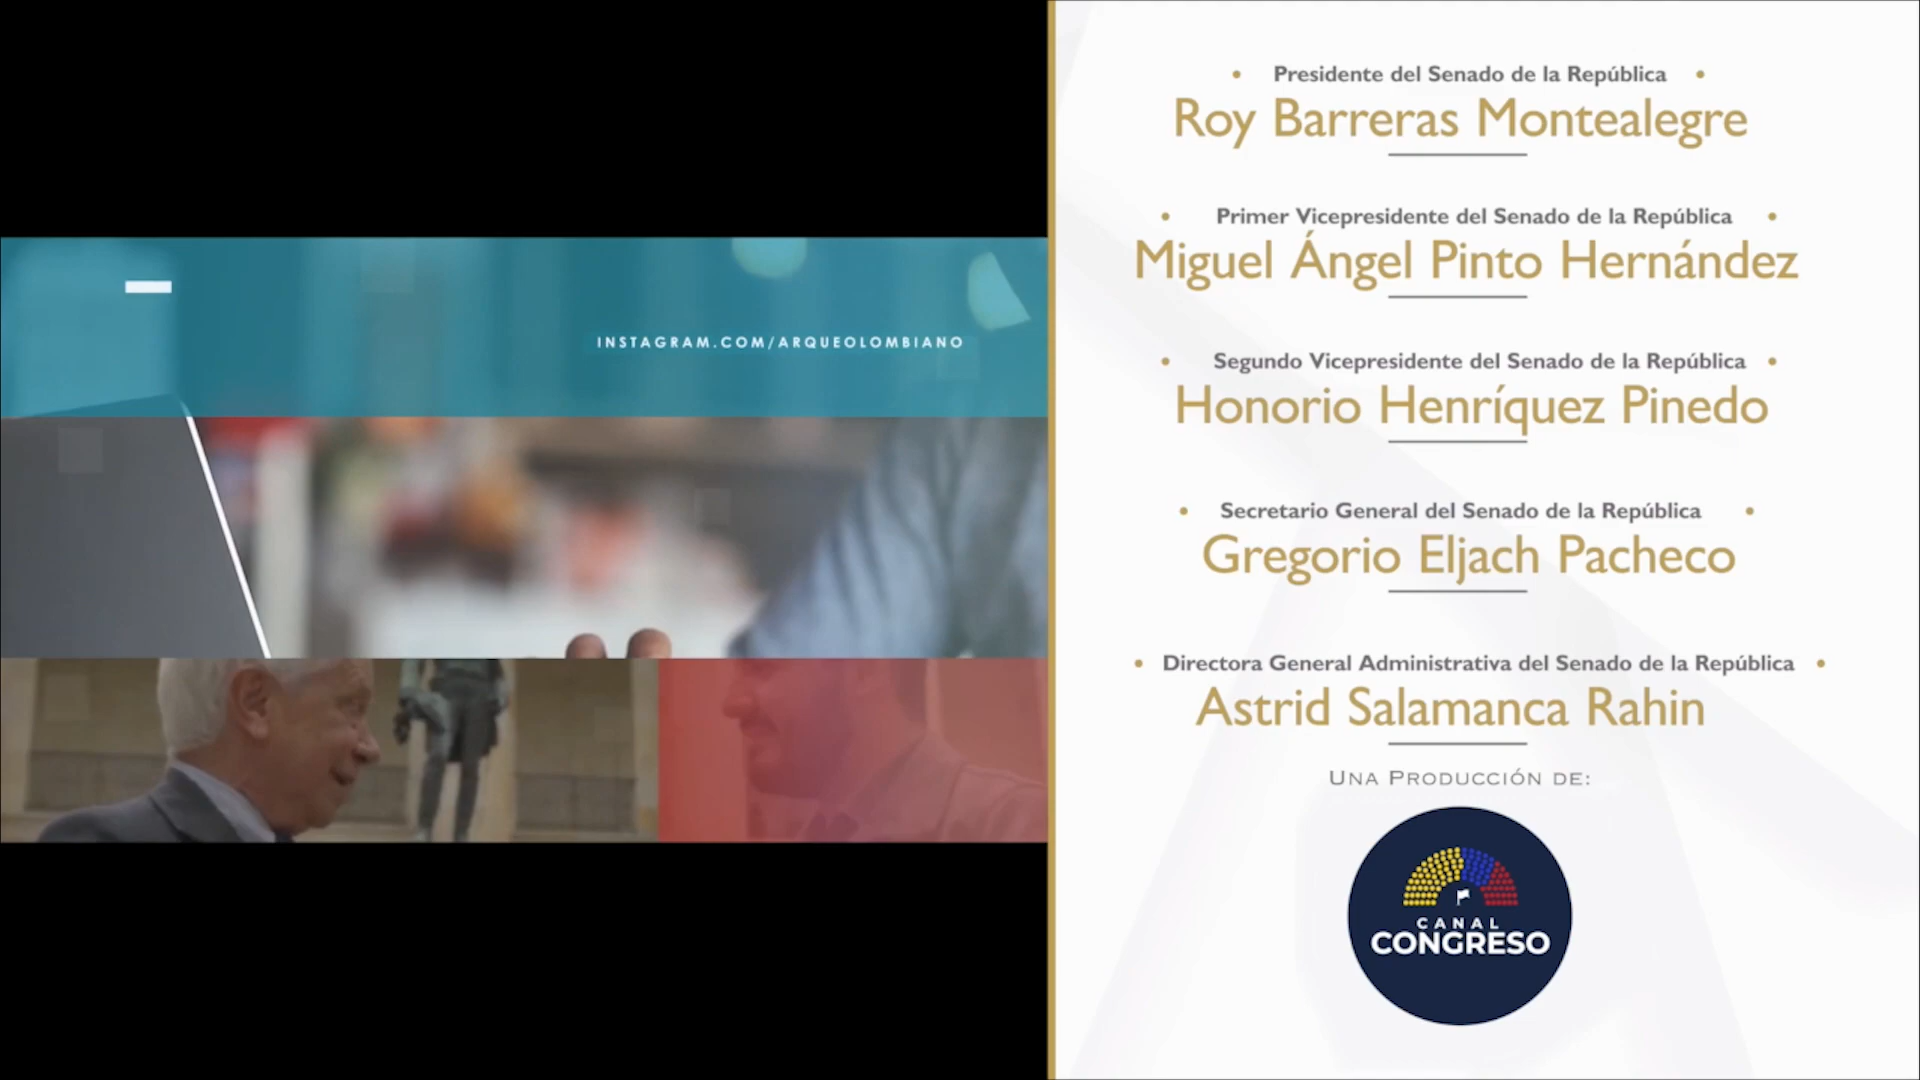 INSTAGRAM.COM/ARQUEOLOMBIANO
Presidente del Senado de la República
Roy Barreras Montealegre
Primer Vicepresidente del Senado de la República
Miguel Ángel Pinto Hernández
Segundo Vicepresidente del Senado de la República
Honorio Henríquez Pinedo
Secretario General del Senado de la República
Gregorio Eljach Pacheco
Directora General Administrativa del Senado de la República
Astrid Salamanca Rahin
UNA PRODUCCIÓN DE:
CANAL
CONGRESO